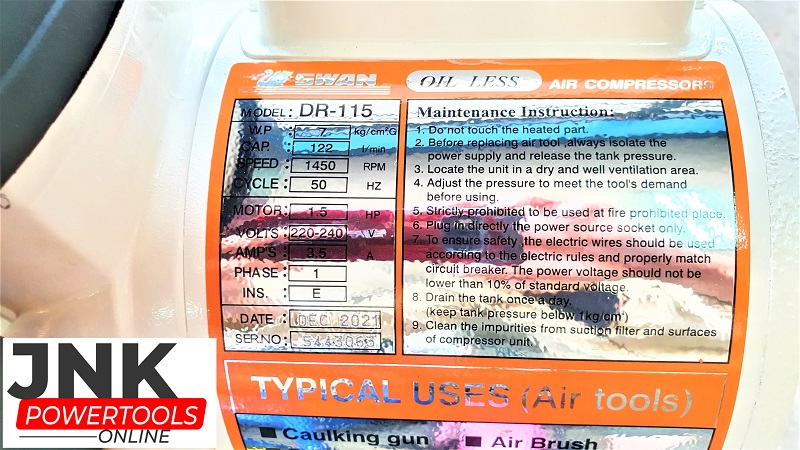 SWAN OIL LESS AIR COMPRESSORS
MODEL: DR-115
W.P : 7 kg/cm²G
CAP. : 122 l/min
SPEED : 1450 RPM
CYCLE : 50 HZ
MOTOR: 1.5 HP
VOLTS: 220-240 V
AMP'S: 3.5 A
PHASE : 1
INS. : E
DATE : DEC 2021
SERNO:
Maintenance Instruction:
1. Do not touch the heated part.
2. Before replacing air tool ,always isolate the
power supply and release the tank pressure.
3. Locate the unit in a dry and well ventilation area.
4. Adjust the pressure to meet the tool's demand
before using.
5. Strictly prohibited to be used at fire prohibited place.
6. Plug in directly the power source socket only.
7. To ensure safety ,the electric wires should be used
according to the electric rules and properly match
circuit breaker. The power voltage should not be
lower than 10% of standard voltage.
8. Drain the tank once a day.
(keep tank pressure below 1kg/cm²)
9. Clean the impurities from suction filter and surfaces
of compressor unit.
TYPICAL USES (Air tools)
■ Caulking gun ■ Air Brush
JNK
POWERTOOLS
ONLINE